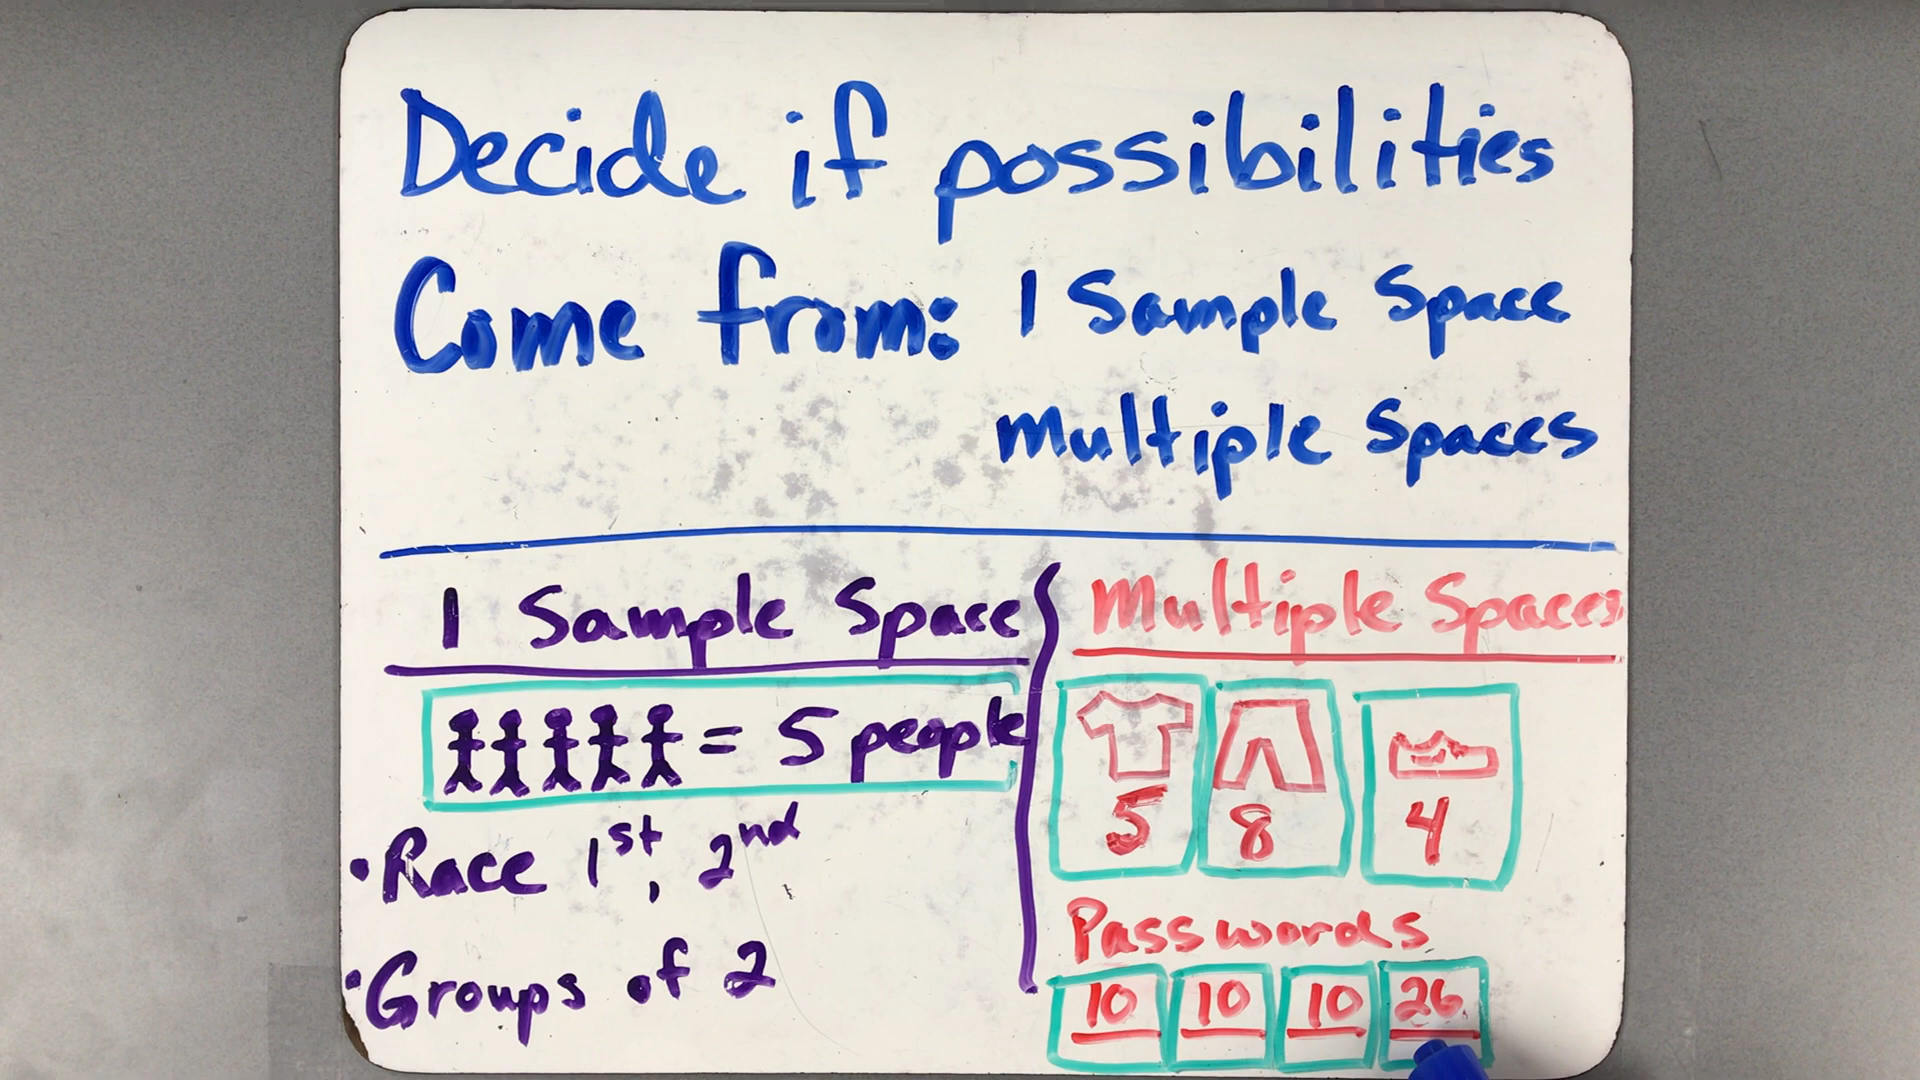 Decide if possibilities
Come from: 1 Sample Space
Multiple Spaces
1 Sample Space
= 5 people
• Race 1st, 2nd
• Groups of 2
Multiple Spaces
5 8 4
Passwords
10 10 10 26